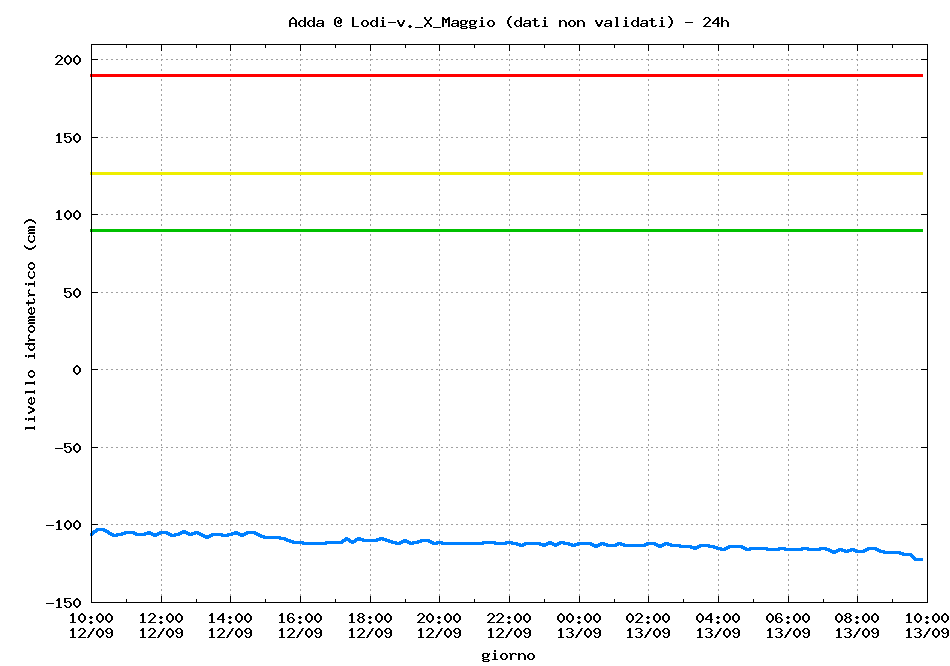 Adda @ Lodi-v._X_Maggio (dati non validati) - 24h
200
150
100
50
0
-50
-100
-150
livello idrometrico (cm)
10:00 12:00 14:00 16:00 18:00 20:00 22:00 00:00 02:00 04:00 06:00 08:00 10:00
12/09 12/09 12/09 12/09 12/09 12/09 12/09 13/09 13/09 13/09 13/09 13/09 13/09
giorno